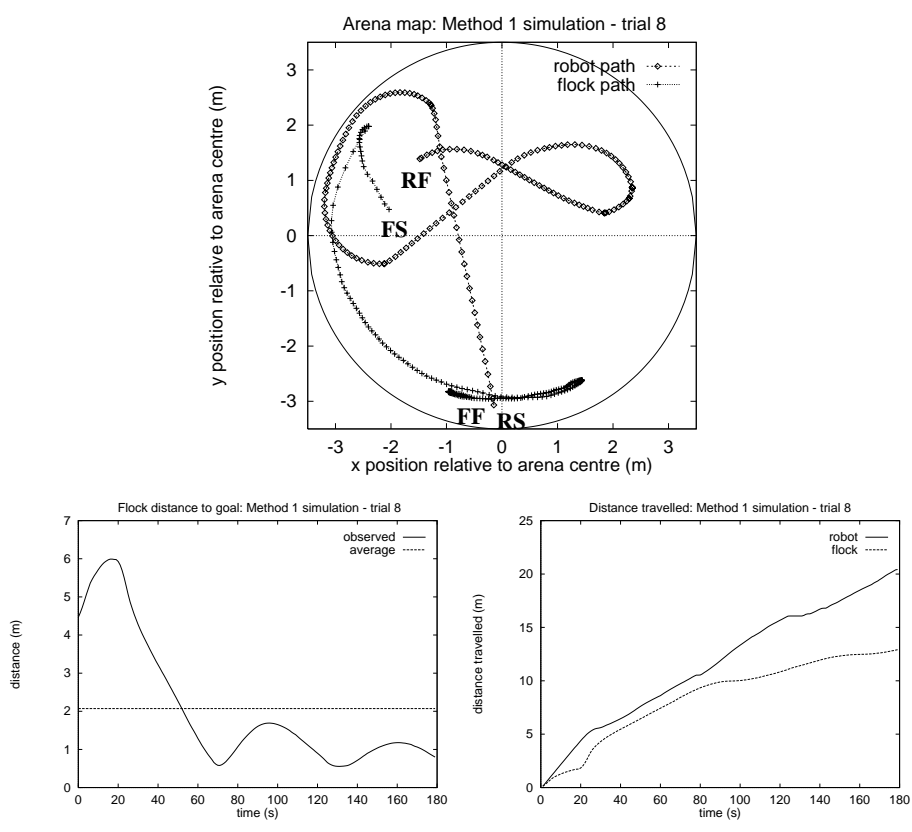 Arena map: Method 1 simulation - trial 8
robot path
flock path
3
2
1
0
-1
-2
-3
y position relative to arena centre (m)
RF
FS
FF
RS
-3 -2 -1 0 1 2 3
x position relative to arena centre (m)
Flock distance to goal: Method 1 simulation - trial 8
observed
average
7
6
5
4
3
2
1
0
distance (m)
0 20 40 60 80 100 120 140 160 180
time (s)
Distance travelled: Method 1 simulation - trial 8
robot
flock
25
20
15
10
5
0
distance travelled (m)
0 20 40 60 80 100 120 140 160 180
time (s)